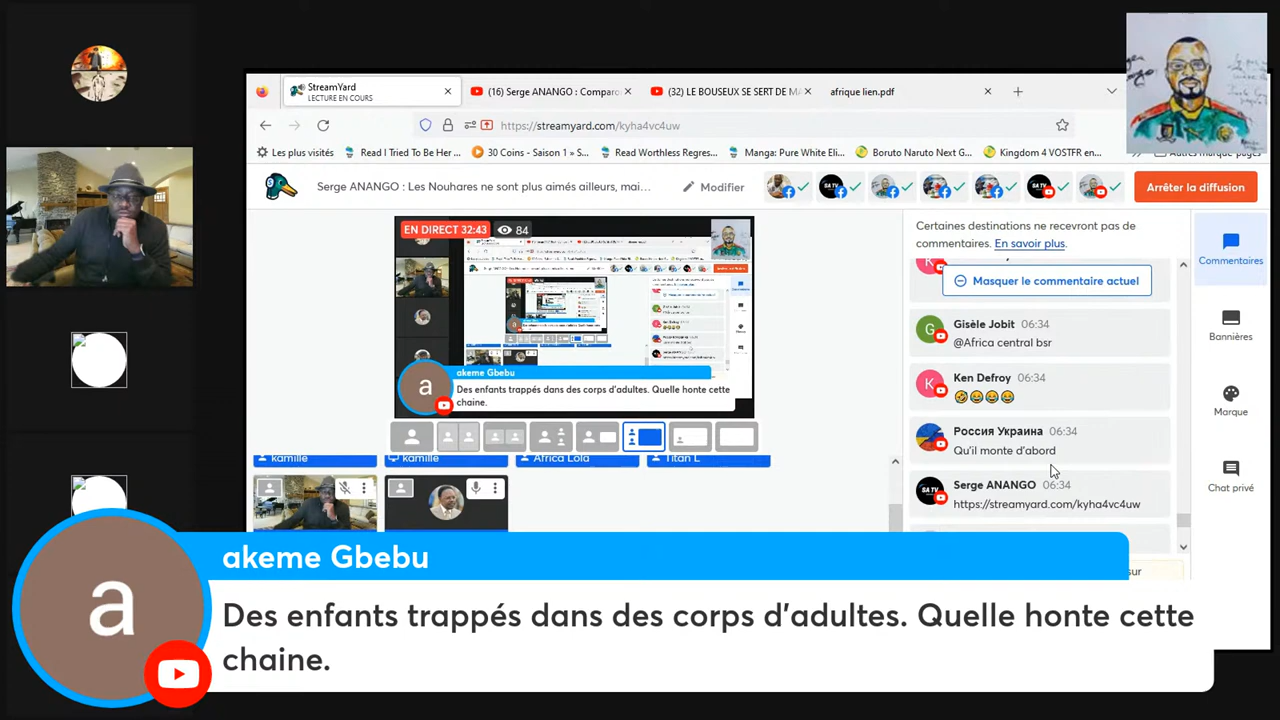 StreamYard
LECTURE EN COURS
(16) Serge ANANGO : Comparo
(32) LE BOUSEUX SE SERT DE MA
afrique lien.pdf
https://streamyard.com/kyha4vc4uw
Les plus visités
Read I Tried To Be Her ...
30 Coins - Saison 1 » S...
Read Worthless Regres...
Manga: Pure White Eli...
Boruto Naruto Next G...
Kingdom 4 VOSTFR en...
Autres marque-pages
Serge ANANGO : Les Nouhares ne sont plus aimés ailleurs, mai...
Modifier
Arrêter la diffusion
EN DIRECT 32:43
84
akeme Gbebu
Des enfants trappés dans des corps d'adultes. Quelle honte cette
chaine.
kamille
kamille
Africa Lola
Titan L
Certaines destinations ne recevront pas de
commentaires. En savoir plus.
Masquer le commentaire actuel
Gisèle Jobit 06:34
@Africa central bsr
Ken Defroy 06:34
Россия Украина 06:34
Qu'il monte d'abord
Serge ANANGO 06:34
https://streamyard.com/kyha4vc4uw
sur
Commentaires
Bannières
Marque
Chat privé
akeme Gbebu
a
Des enfants trappés dans des corps d'adultes. Quelle honte cette
chaine.